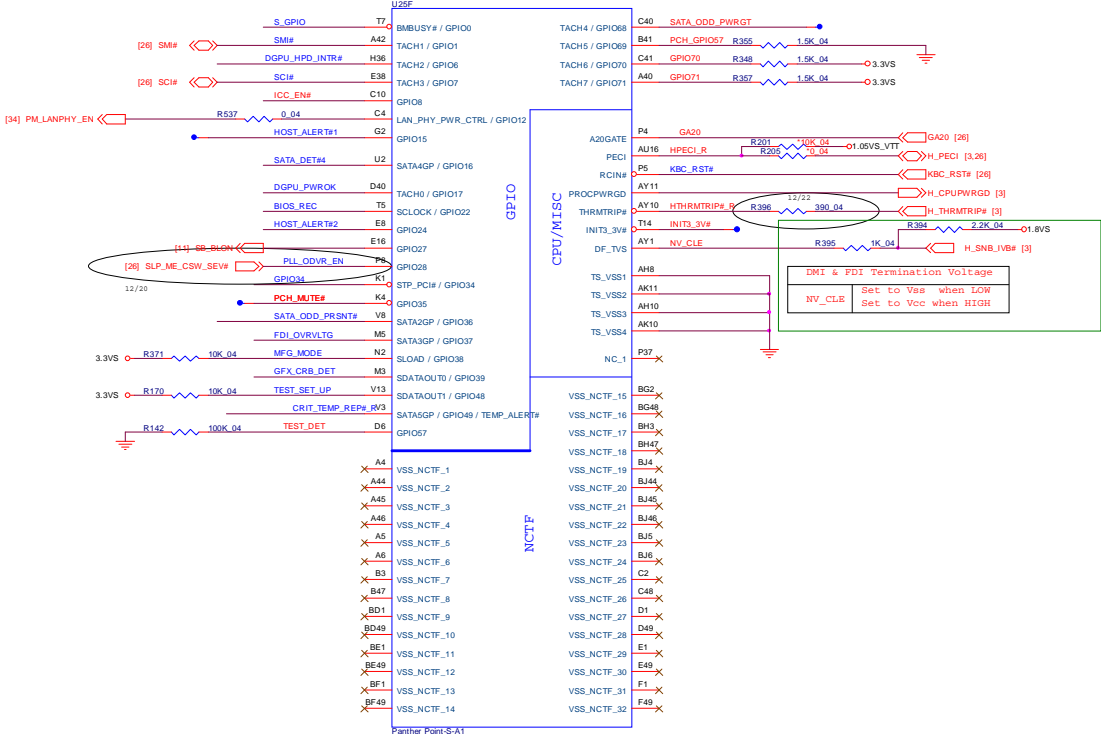 U25F
S_GPIO T7 BMBUSY# / GPIO0
[26] SMI# SMI# A42 TACH1 / GPIO1
DGPU_HPD_INTR# H36 TACH2 / GPIO6
[26] SCI# SCI# E38 TACH3 / GPIO7
ICC_EN# C10 GPIO8
[34] PM_LANPHY_EN R537 0_04 C4 LAN_PHY_PWR_CTRL / GPIO12
HOST_ALERT#1 G2 GPIO15
SATA_DET#4 U2 SATA4GP / GPIO16
DGPU_PWROK D40 TACH0 / GPIO17
BIOS_REC T5 SCLOCK / GPIO22
HOST_ALERT#2 E8 GPIO24
[11] SB_BLON E16 GPIO27
[26] SLP_ME_CSW_SEV# PLL_ODVR_EN P8 GPIO28
12/20
GPIO34 K1 STP_PCI# / GPIO34
PCH_MUTE# K4 GPIO35
SATA_ODD_PRSNT# V8 SATA2GP / GPIO36
FDI_OVRVLTG M5 SATA3GP / GPIO37
3.3VS R371 10K_04 MFG_MODE N2 SLOAD / GPIO38
GFX_CRB_DET M3 SDATAOUT0 / GPIO39
3.3VS R170 10K_04 TEST_SET_UP V13 SDATAOUT1 / GPIO48
CRIT_TEMP_REP#_R V3 SATA5GP / GPIO49 / TEMP_ALERT#
R142 100K_04 TEST_DET D6 GPIO57
A4 VSS_NCTF_1
A44 VSS_NCTF_2
A45 VSS_NCTF_3
A46 VSS_NCTF_4
A5 VSS_NCTF_5
A6 VSS_NCTF_6
B3 VSS_NCTF_7
B47 VSS_NCTF_8
BD1 VSS_NCTF_9
BD49 VSS_NCTF_10
BE1 VSS_NCTF_11
BE49 VSS_NCTF_12
BF1 VSS_NCTF_13
BF49 VSS_NCTF_14
GPIO
CPU/MISC
NCTF
TACH4 / GPIO68 C40 SATA_ODD_PWRGT
TACH5 / GPIO69 B41 PCH_GPIO57 R355 1.5K_04
TACH6 / GPIO70 C41 GPIO70 R348 1.5K_04 3.3VS
TACH7 / GPIO71 A40 GPIO71 R357 1.5K_04 3.3VS
A20GATE P4 GA20 GA20 [26]
R201 *10K_04 1.05VS_VTT
PECI AU16 HPECI_R R205 *0_04 H_PECI [3,26]
RCIN# P5 KBC_RST# KBC_RST# [26]
PROCPWRGD AY11 H_CPUPWRGD [3]
12/22
THRMTRIP# AY10 HTHRMTRIP#_R R396 390_04 H_THRMTRIP# [3]
INIT3_3V# T14 INIT3_3V#
R394 2.2K_04 1.8VS
DF_TVS AY1 NV_CLE R395 1K_04 H_SNB_IVB# [3]
DMI & FDI Termination Voltage
NV_CLE
Set to Vss when LOW
Set to Vcc when HIGH
TS_VSS1 AH8
TS_VSS2 AK11
TS_VSS3 AH10
TS_VSS4 AK10
NC_1 P37
VSS_NCTF_15 BG2
VSS_NCTF_16 BG48
VSS_NCTF_17 BH3
VSS_NCTF_18 BH47
VSS_NCTF_19 BJ4
VSS_NCTF_20 BJ44
VSS_NCTF_21 BJ45
VSS_NCTF_22 BJ46
VSS_NCTF_23 BJ5
VSS_NCTF_24 BJ6
VSS_NCTF_25 C2
VSS_NCTF_26 C48
VSS_NCTF_27 D1
VSS_NCTF_28 D49
VSS_NCTF_29 E1
VSS_NCTF_30 E49
VSS_NCTF_31 F1
VSS_NCTF_32 F49
Panther Point-S-A1